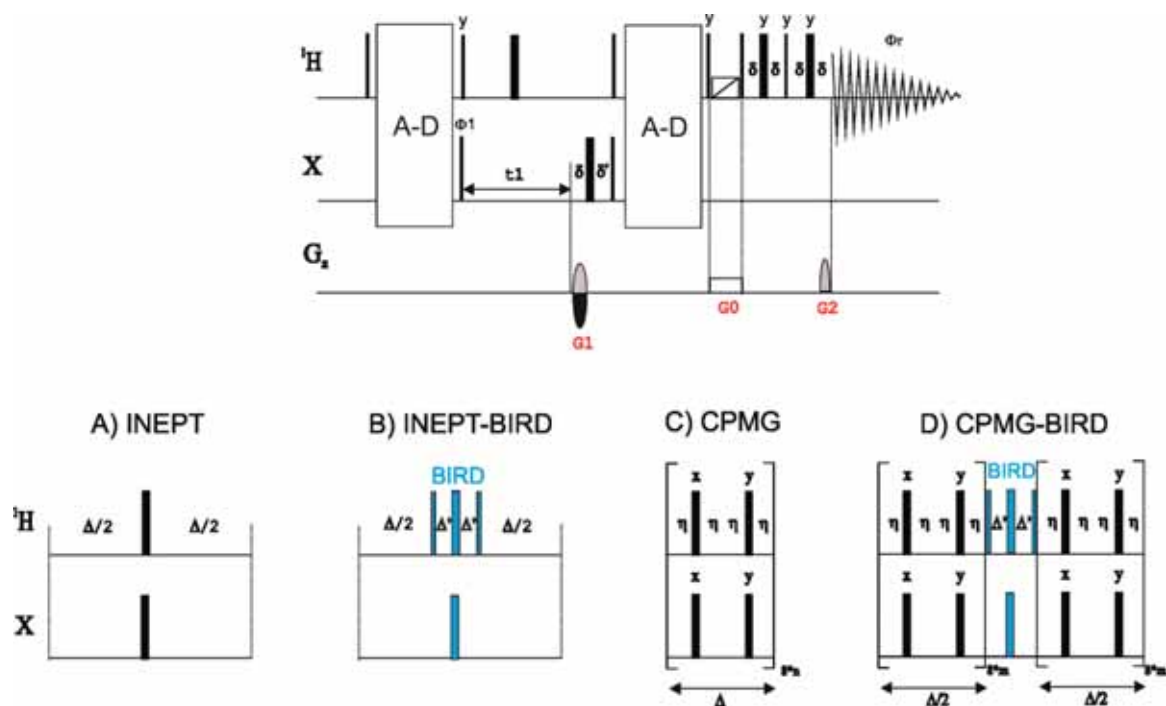 y y y y y
Φr
¹H δ δ δ δ
A-D Φ1 A-D
X t1 δ δ'
Gz
G1 G0 G2
A) INEPT B) INEPT-BIRD C) CPMG D) CPMG-BIRD
BIRD x y x y BIRD x y
¹H Δ/2 Δ/2 Δ/2 Δ' Δ' Δ/2 η η η η η η η η Δ' Δ' η η η η
x y x y x y
X
Δ Δ/2 Δ/2